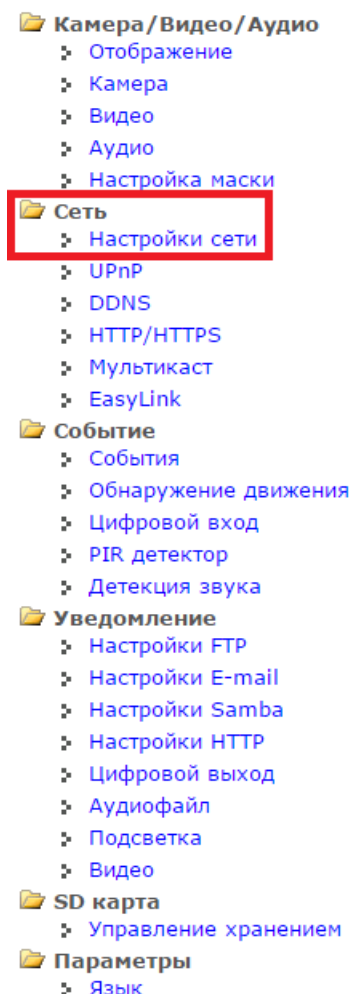 Камера/Видео/Аудио
Отображение
Камера
Видео
Аудио
Настройка маски
Сеть
Настройки сети
UPnP
DDNS
HTTP/HTTPS
Мультикаст
EasyLink
Событие
События
Обнаружение движения
Цифровой вход
PIR детектор
Детекция звука
Уведомление
Настройки FTP
Настройки E-mail
Настройки Samba
Настройки HTTP
Цифровой выход
Аудиофайл
Подсветка
Видео
SD карта
Управление хранением
Параметры
Язык